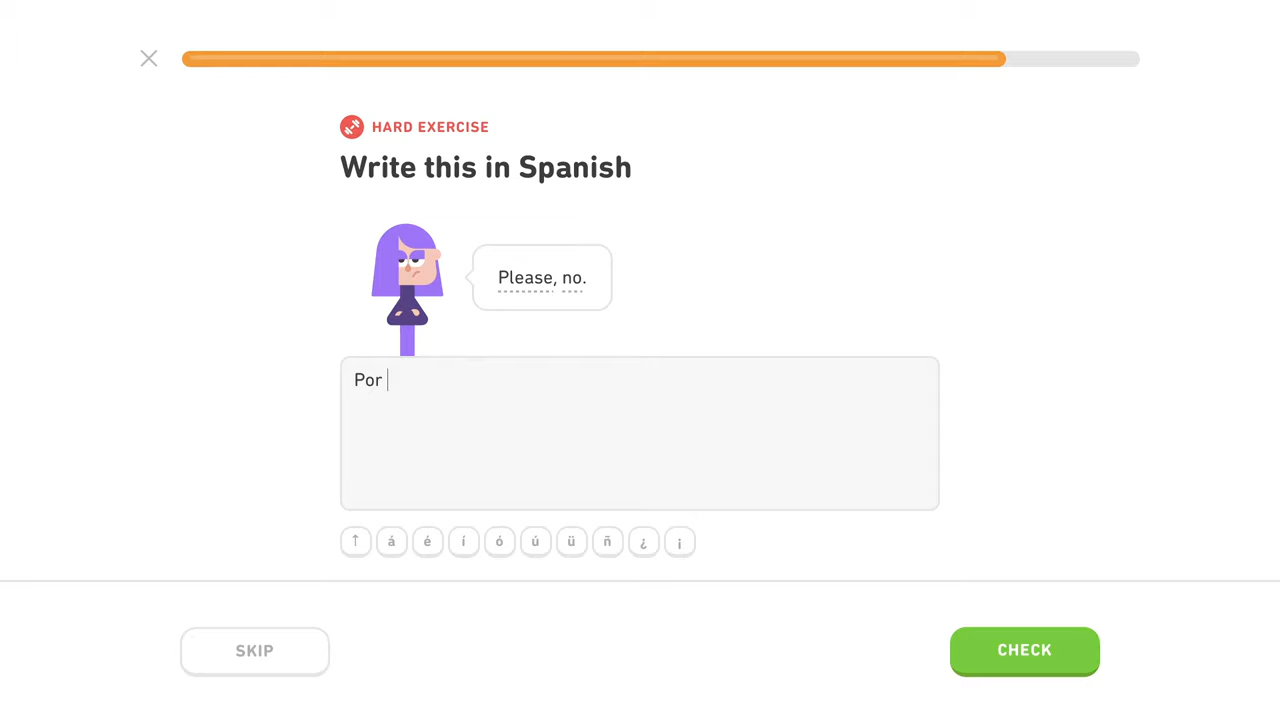 HARD EXERCISE
Write this in Spanish
Please, no.
Por
↑ á é í ó ú ü ñ ¿ ¡
SKIP
CHECK